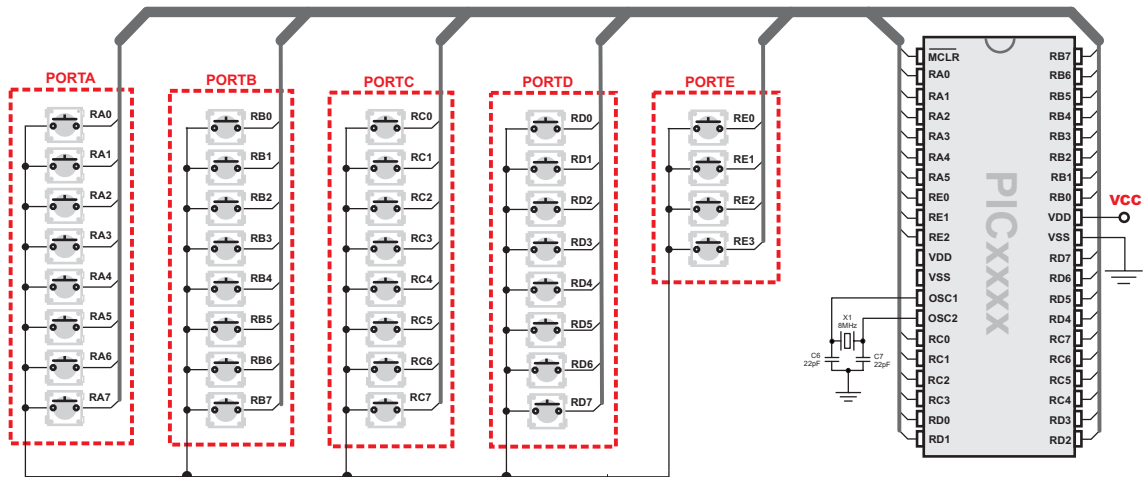 PORTA
RA0
RA1
RA2
RA3
RA4
RA5
RA6
RA7
PORTB
RB0
RB1
RB2
RB3
RB4
RB5
RB6
RB7
PORTC
RC0
RC1
RC2
RC3
RC4
RC5
RC6
RC7
PORTD
RD0
RD1
RD2
RD3
RD4
RD5
RD6
RD7
PORTE
RE0
RE1
RE2
RE3
MCLR
RA0
RA1
RA2
RA3
RA4
RA5
RE0
RE1
RE2
VDD
VSS
OSC1
OSC2
RC0
RC1
RC2
RC3
RD0
RD1
PICxxxx
RB7
RB6
RB5
RB4
RB3
RB2
RB1
RB0
VDD
VSS
RD7
RD6
RD5
RD4
RC7
RC6
RC5
RC4
RD3
RD2
VCC
X1
8MHz
C6
22pF
C7
22pF